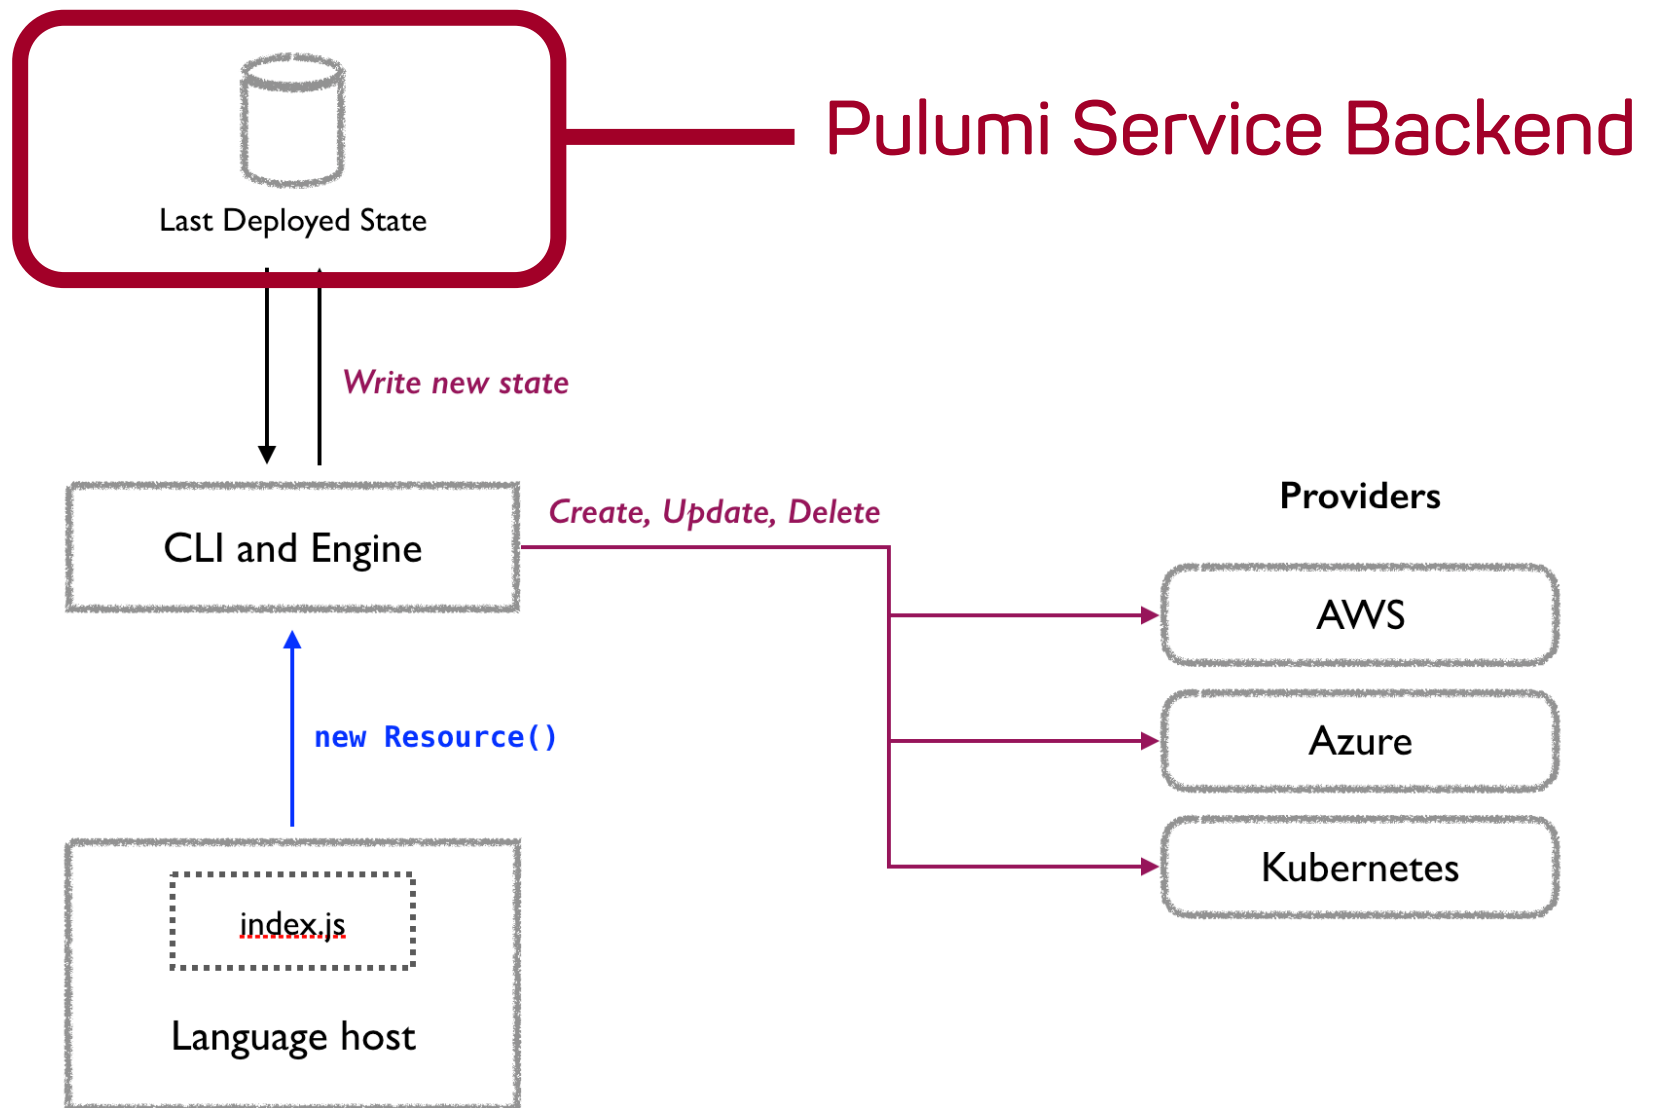 Pulumi Service Backend
Last Deployed State
Write new state
CLI and Engine
Create, Update, Delete
Providers
AWS
Azure
Kubernetes
new Resource()
index.js
Language host